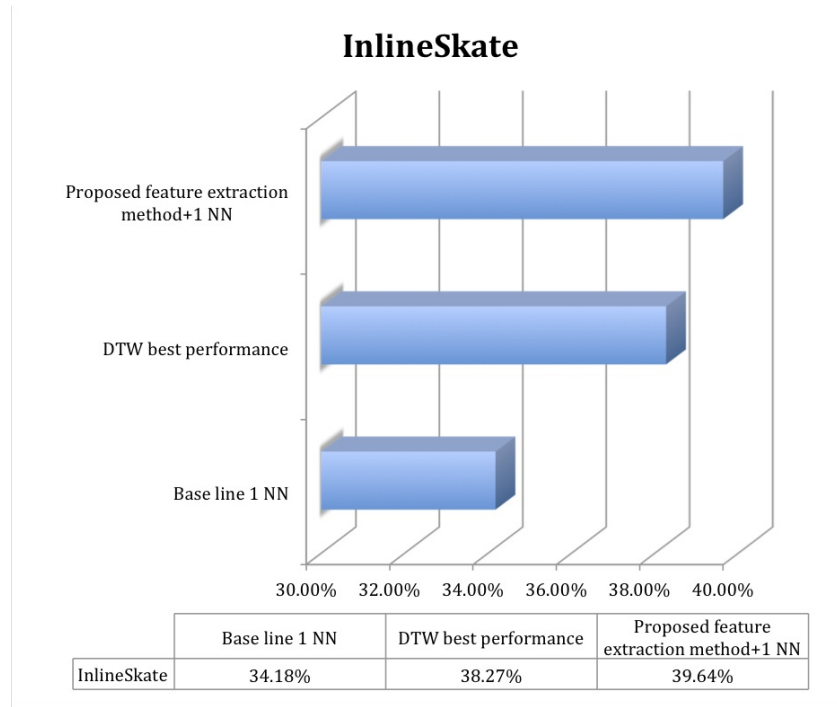 InlineSkate
Proposed feature extraction
method+1 NN
DTW best performance
Base line 1 NN
30.00% 32.00% 34.00% 36.00% 38.00% 40.00%
Base line 1 NN DTW best performance Proposed feature
extraction method+1 NN
InlineSkate 34.18% 38.27% 39.64%